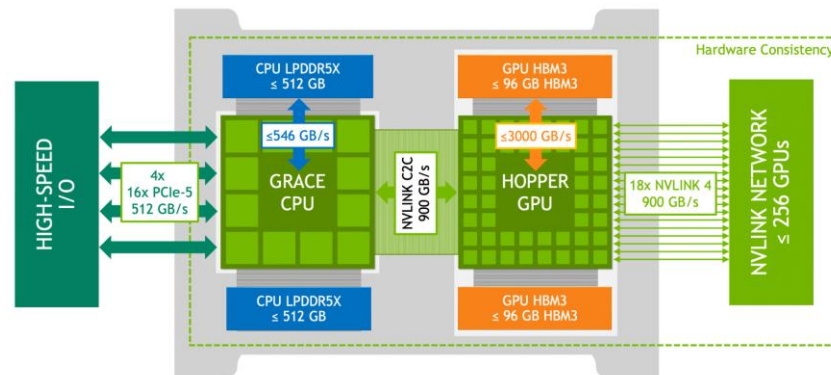 Hardware Consistency
CPU LPDDR5X
≤ 512 GB
GPU HBM3
≤ 96 GB HBM3
HIGH-SPEED
I/O
4x
16x PCIe-5
512 GB/s
≤546 GB/s
GRACE
CPU
NVLINK C2C
900 GB/s
≤3000 GB/s
HOPPER
GPU
18x NVLINK 4
900 GB/s
NVLINK NETWORK
≤ 256 GPUs
CPU LPDDR5X
≤ 512 GB
GPU HBM3
≤ 96 GB HBM3